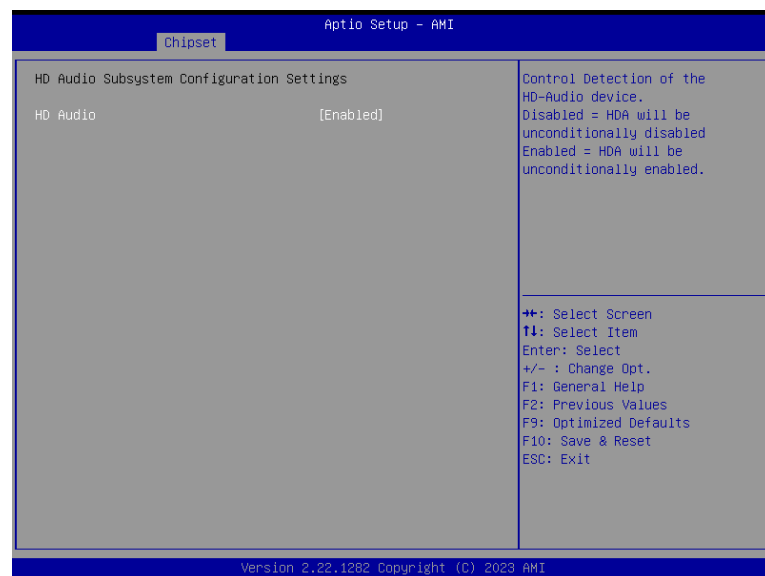 Aptio Setup - AMI
Chipset
HD Audio Subsystem Configuration Settings
HD Audio [Enabled]
Control Detection of the
HD-Audio device.
Disabled = HDA will be
unconditionally disabled
Enabled = HDA will be
unconditionally enabled.
→←: Select Screen
↑↓: Select Item
Enter: Select
+/- : Change Opt.
F1: General Help
F2: Previous Values
F9: Optimized Defaults
F10: Save & Reset
ESC: Exit
Version 2.22.1282 Copyright (C) 2023 AMI